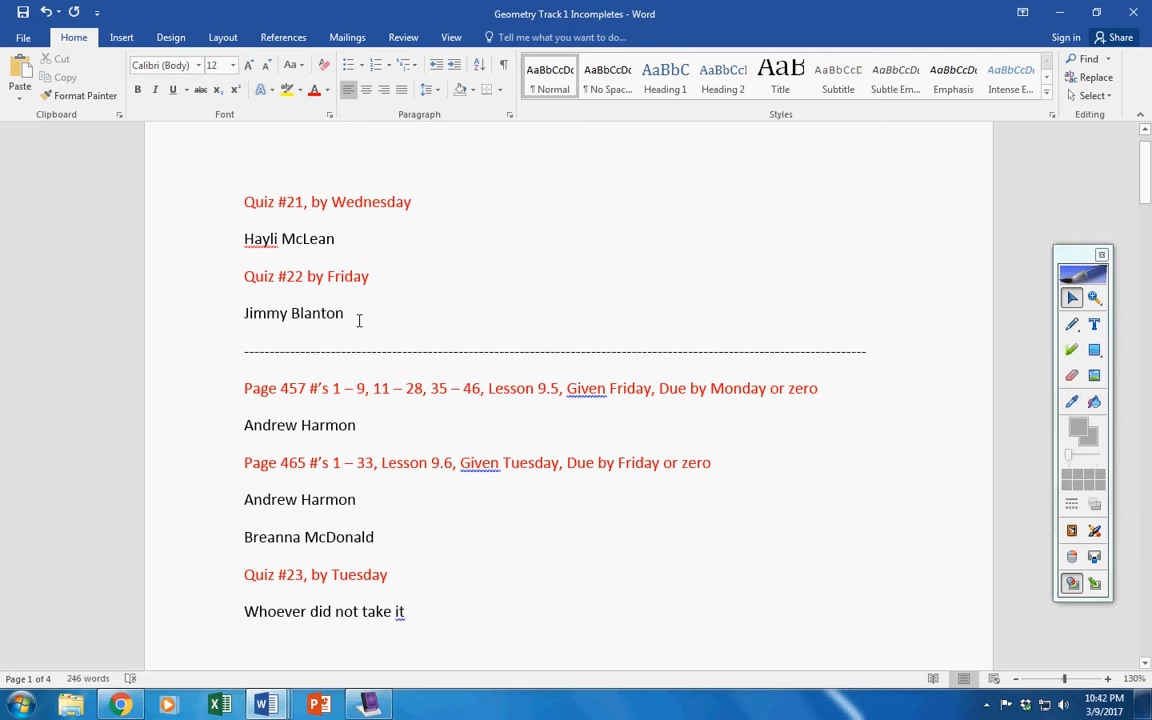 Geometry Track 1 Incompletes - Word
File
Home
Insert
Design
Layout
References
Mailings
Review
View
Tell me what you want to do...
Sign in
Share
Paste
Cut
Copy
Format Painter
Clipboard
Calibri (Body)
12
Font
Paragraph
AaBbCcDc
¶ Normal
AaBbCcDc
¶ No Spac...
AaBbC
Heading 1
AaBbCcl
Heading 2
AaB
Title
AaBbCcD
Subtitle
AaBbCcDc
Subtle Em...
AaBbCcDc
Emphasis
AaBbCcDc
Intense E...
Styles
Find
Replace
Select
Editing
Quiz #21, by Wednesday
Hayli McLean
Quiz #22 by Friday
Jimmy Blanton
Page 457 #'s 1 – 9, 11 – 28, 35 – 46, Lesson 9.5, Given Friday, Due by Monday or zero
Andrew Harmon
Page 465 #'s 1 – 33, Lesson 9.6, Given Tuesday, Due by Friday or zero
Andrew Harmon
Breanna McDonald
Quiz #23, by Tuesday
Whoever did not take it
Page 1 of 4
246 words
130%
10:42 PM
3/9/2017